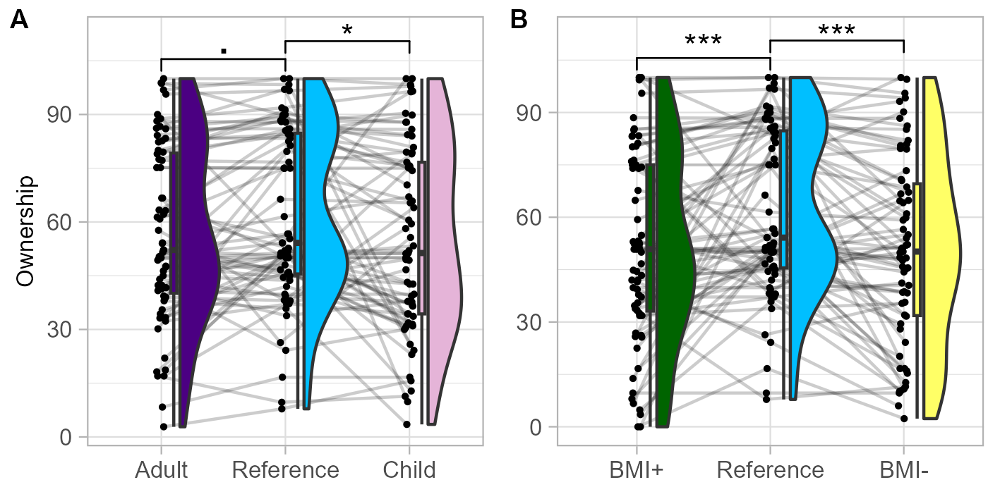 A
B
. * *** ***
Ownership
90
60
30
0
Adult Reference Child
90
60
30
0
BMI+ Reference BMI-